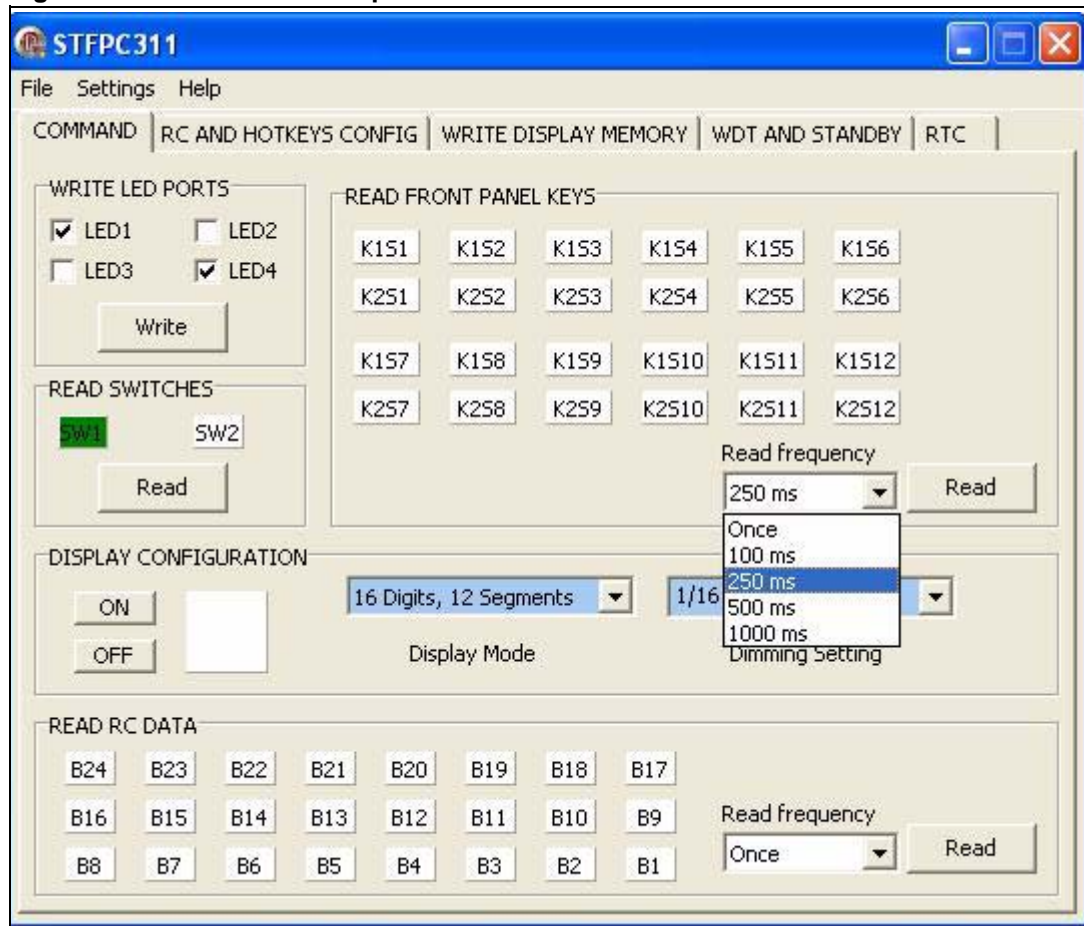 STFPC311
File Settings Help
COMMAND RC AND HOTKEYS CONFIG WRITE DISPLAY MEMORY WDT AND STANDBY RTC
WRITE LED PORTS
LED1 LED2
LED3 LED4
Write
READ SWITCHES
SW1 SW2
Read
READ FRONT PANEL KEYS
K1S1 K1S2 K1S3 K1S4 K1S5 K1S6
K2S1 K2S2 K2S3 K2S4 K2S5 K2S6
K1S7 K1S8 K1S9 K1S10 K1S11 K1S12
K2S7 K2S8 K2S9 K2S10 K2S11 K2S12
Read frequency
250 ms Read
Once
100 ms
250 ms
500 ms
1000 ms
DISPLAY CONFIGURATION
ON
OFF
16 Digits, 12 Segments 1/16
Display Mode Dimming Setting
READ RC DATA
B24 B23 B22 B21 B20 B19 B18 B17
B16 B15 B14 B13 B12 B11 B10 B9
B8 B7 B6 B5 B4 B3 B2 B1
Read frequency
Once Read